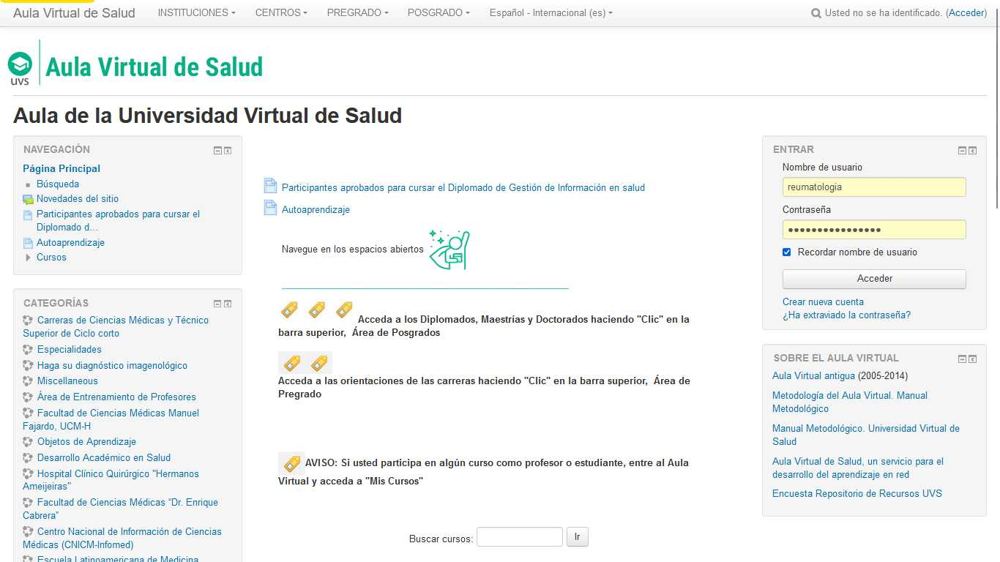 Aula Virtual de Salud INSTITUCIONES CENTROS PREGRADO POSGRADO Español - Internacional (es) Usted no se ha identificado. (Acceder)
UVS
Aula Virtual de Salud
Aula de la Universidad Virtual de Salud
NAVEGACIÓN
Página Principal
Búsqueda
Novedades del sitio
Participantes aprobados para cursar el
Diplomado d...
Autoaprendizaje
Cursos
CATEGORÍAS
Carreras de Ciencias Médicas y Técnico
Superior de Ciclo corto
Especialidades
Haga su diagnóstico imagenológico
Miscellaneous
Área de Entrenamiento de Profesores
Facultad de Ciencias Médicas Manuel
Fajardo, UCM-H
Objetos de Aprendizaje
Desarrollo Académico en Salud
Hospital Clínico Quirúrgico "Hermanos
Ameijeiras"
Facultad de Ciencias Médicas “Dr. Enrique
Cabrera”
Centro Nacional de Información de Ciencias
Médicas (CNICM-Infomed)
Escuela Latinoamericana de Medicina
Participantes aprobados para cursar el Diplomado de Gestión de Información en salud
Autoaprendizaje
Navegue en los espacios abiertos
Acceda a los Diplomados, Maestrías y Doctorados haciendo "Clic" en la
barra superior, Área de Posgrados
Acceda a las orientaciones de las carreras haciendo "Clic" en la barra superior, Área de
Pregrado
AVISO: Si usted participa en algún curso como profesor o estudiante, entre al Aula
Virtual y acceda a "Mis Cursos"
Buscar cursos: Ir
ENTRAR
Nombre de usuario
reumatologia
Contraseña
••••••••••••••••
Recordar nombre de usuario
Acceder
Crear nueva cuenta
¿Ha extraviado la contraseña?
SOBRE EL AULA VIRTUAL
Aula Virtual antigua (2005-2014)
Metodología del Aula Virtual. Manual
Metodológico
Manual Metodológico. Universidad Virtual de
Salud
Aula Virtual de Salud, un servicio para el
desarrollo del aprendizaje en red
Encuesta Repositorio de Recursos UVS